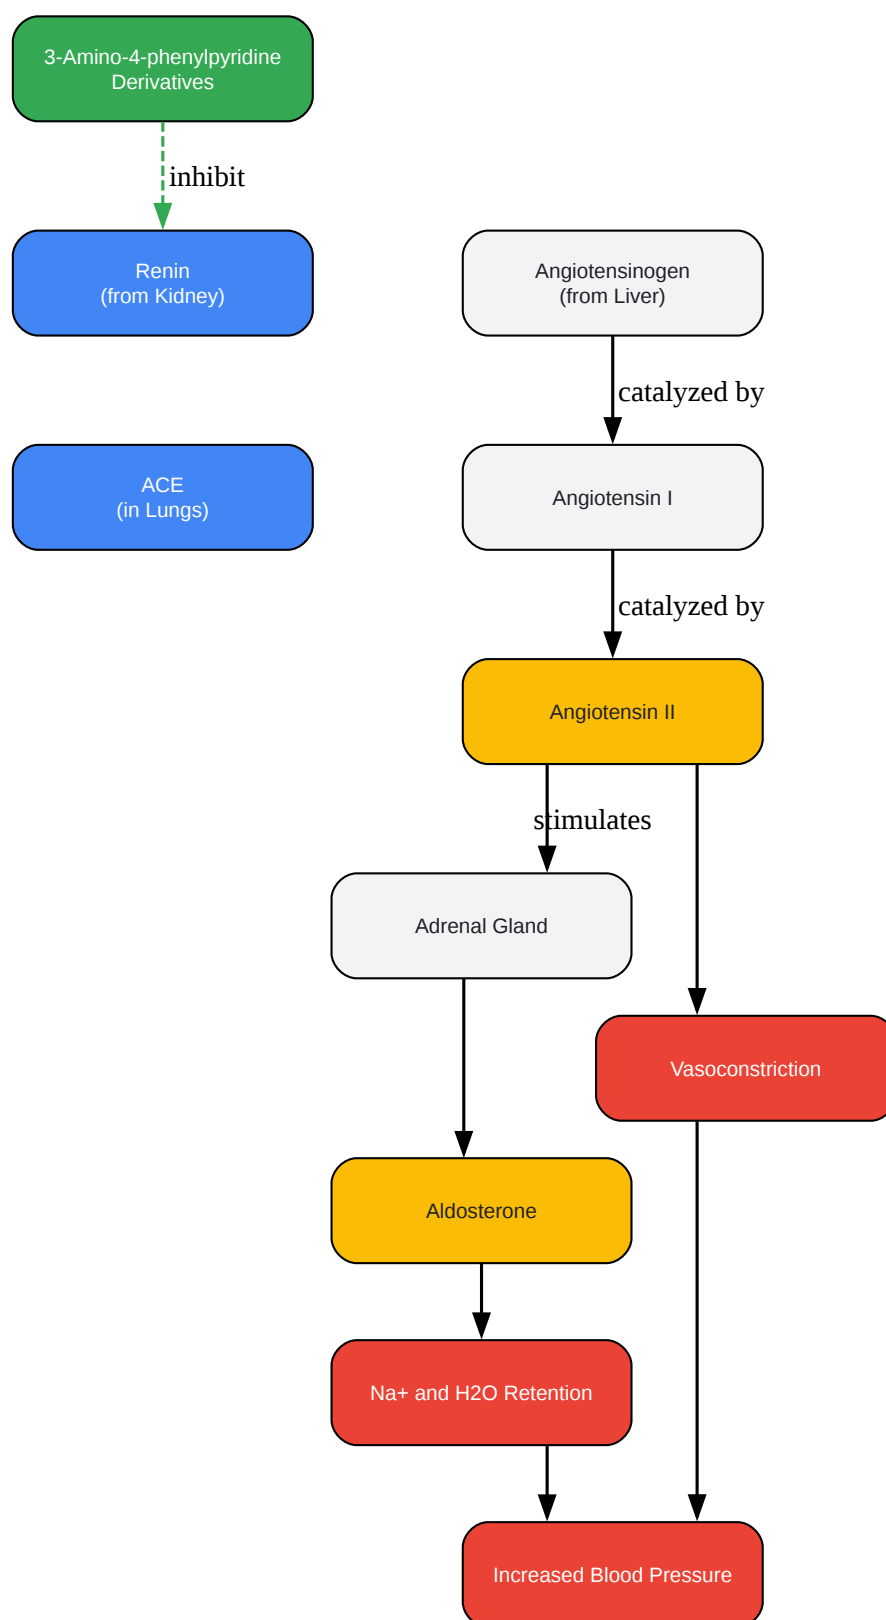 3-Amino-4-phenylpyridine
Derivatives
inhibit
Renin
(from Kidney)
Angiotensinogen
(from Liver)
catalyzed by
ACE
(in Lungs)
Angiotensin I
catalyzed by
Angiotensin II
stimulates
Adrenal Gland
Vasoconstriction
Aldosterone
Na+ and H2O Retention
Increased Blood Pressure